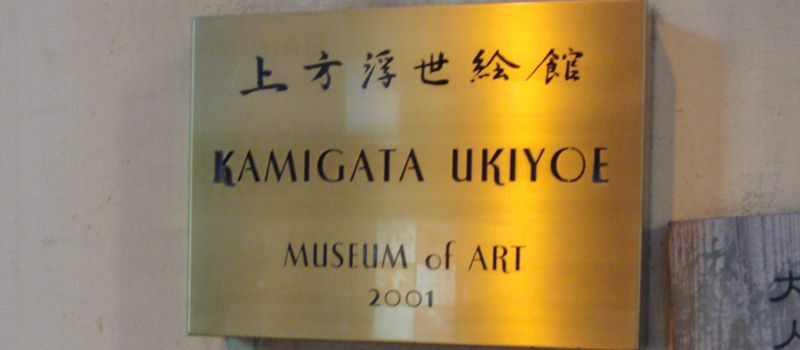 上方浮世絵館
KAMIGATA UKIYOE
MUSEUM of ART
2001